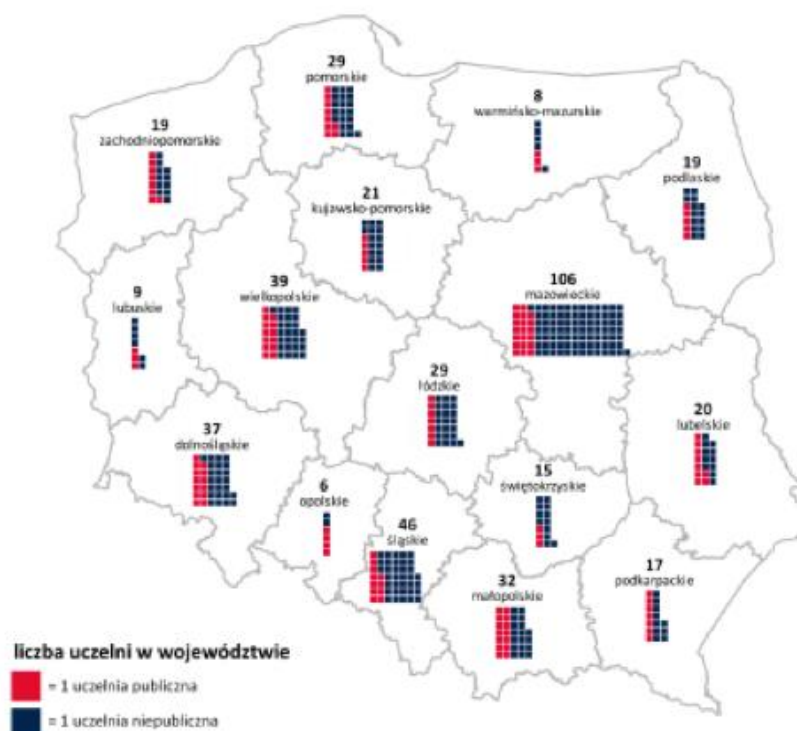 29
pomorskie
8
warmińsko-mazurskie
19
zachodniopomorskie
19
podlaskie
21
kujawsko-pomorskie
106
mazowieckie
39
wielkopolskie
9
lubuskie
29
łódzkie
20
lubelskie
37
dolnośląskie
15
świętokrzyskie
6
opolskie
46
śląskie
17
podkarpackie
32
małopolskie
liczba uczelni w województwie
= 1 uczelnia publiczna
= 1 uczelnia niepubliczna